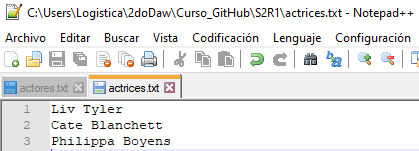 C:\Users\Logistica\2doDaw\Curso_GitHub\S2R1\actrices.txt - Notepad++
Archivo Editar Buscar Vista Codificación Lenguaje Configuración
actores.txt actrices.txt
1 Liv Tyler
2 Cate Blanchett
3 Philippa Boyens